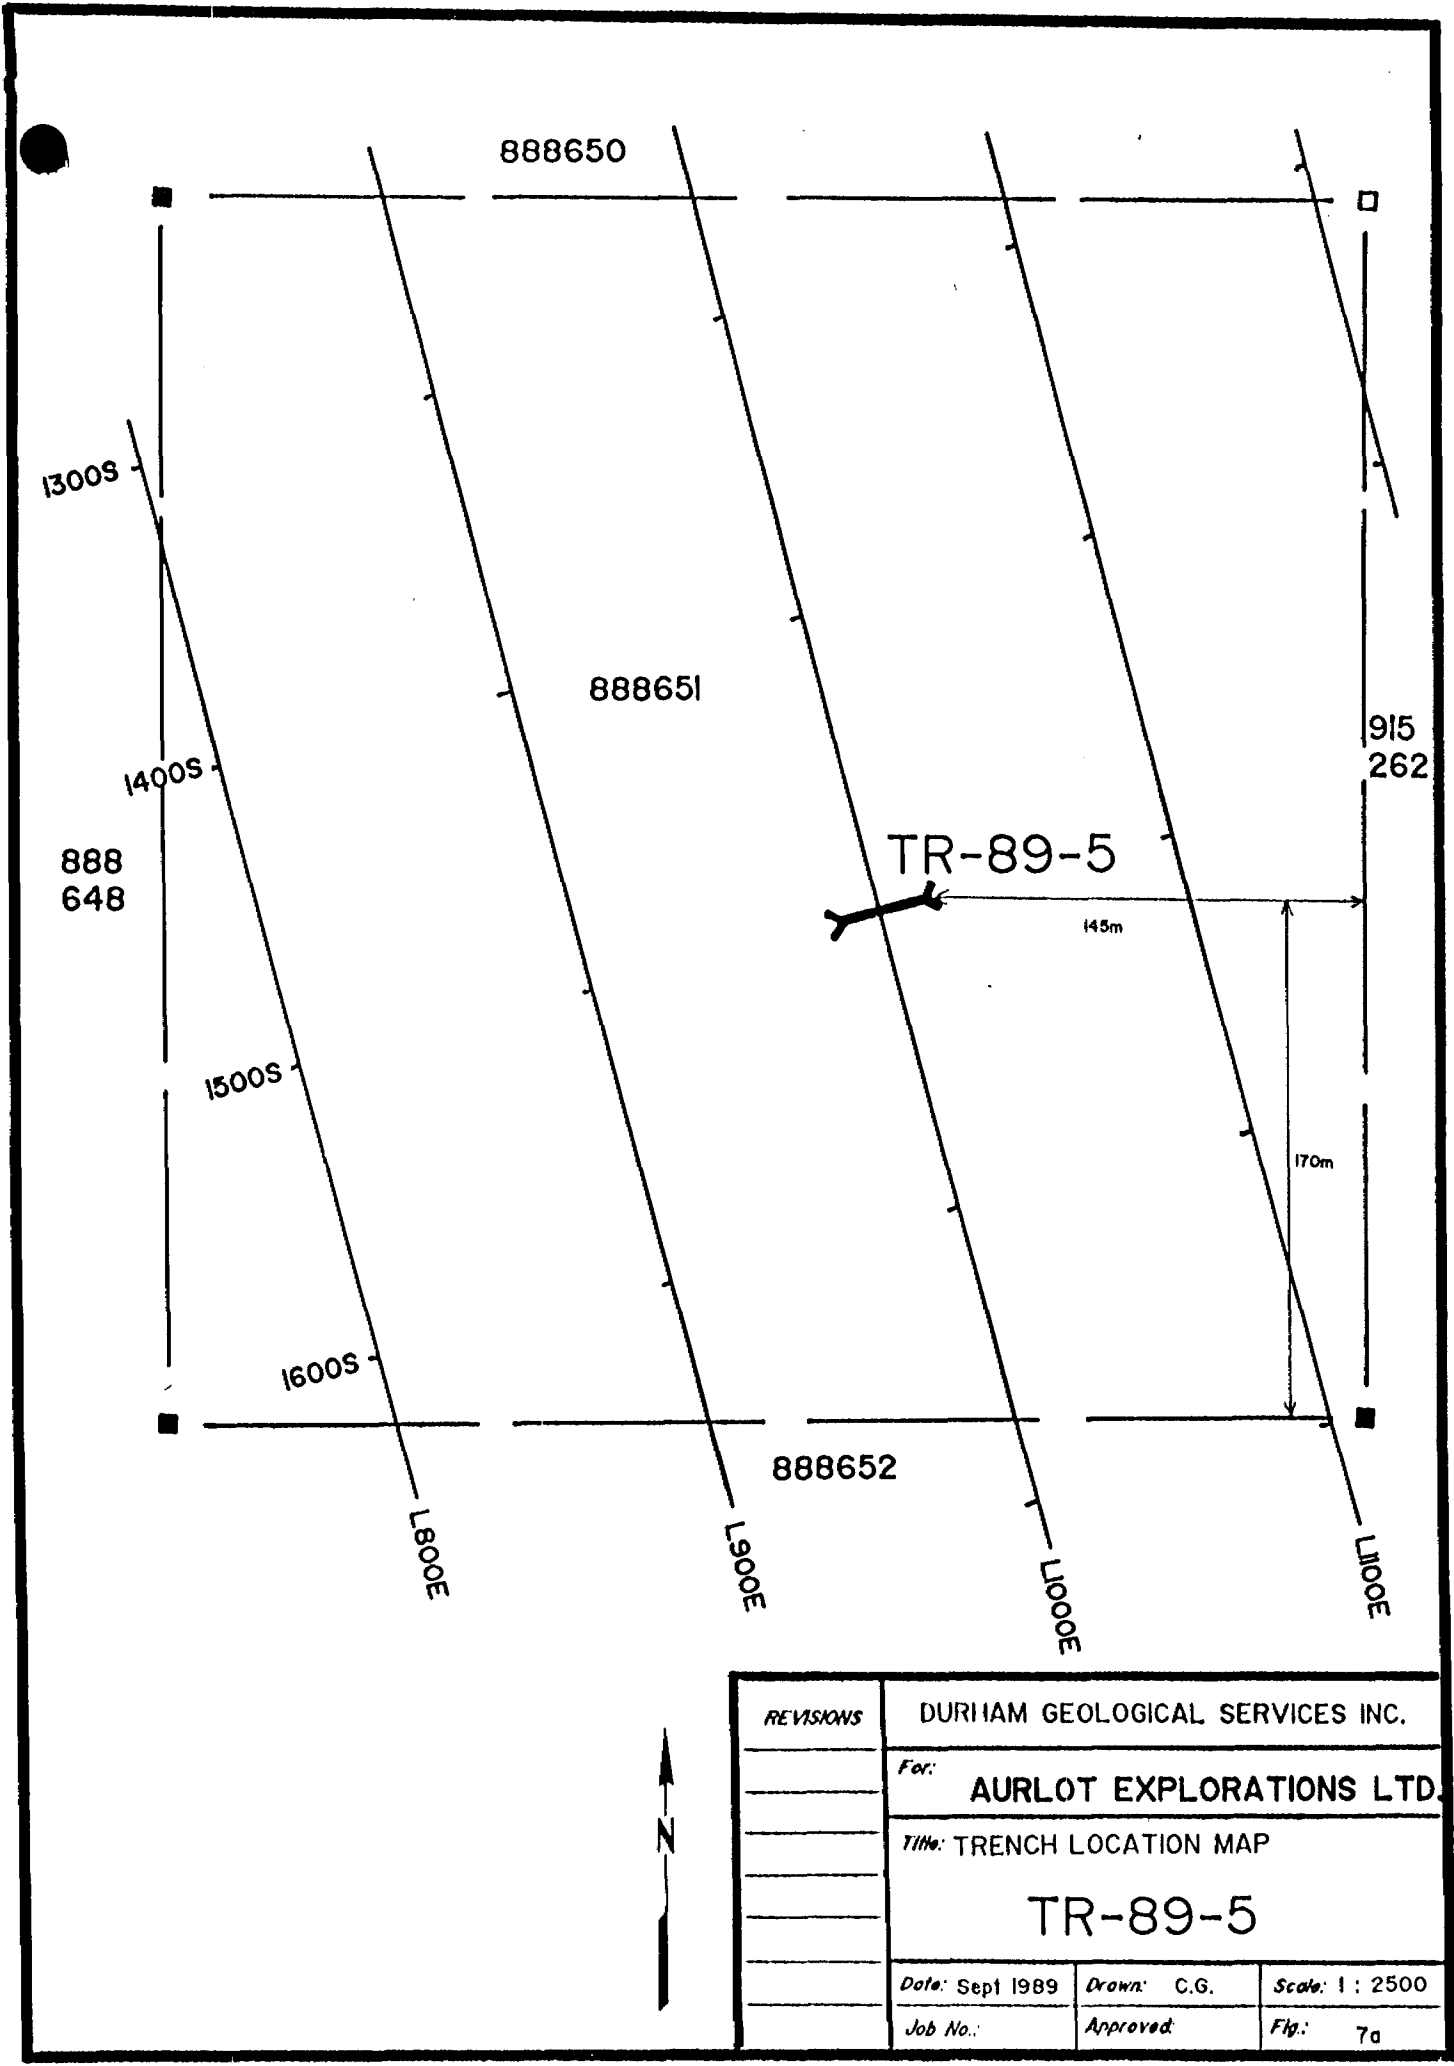 888650
1300S
888651
915
262
1400S
TR-89-5
888
648
145m
1500S
170m
1600S
888652
L800E
L900E
L1000E
L1100E
N
REVISIONS
DURHAM GEOLOGICAL SERVICES INC.
For:
AURLOT EXPLORATIONS LTD.
Title: TRENCH LOCATION MAP
TR-89-5
Date: Sept 1989
Drawn: C.G.
Scale: 1 : 2500
Job No.:
Approved:
Fig.: 7a